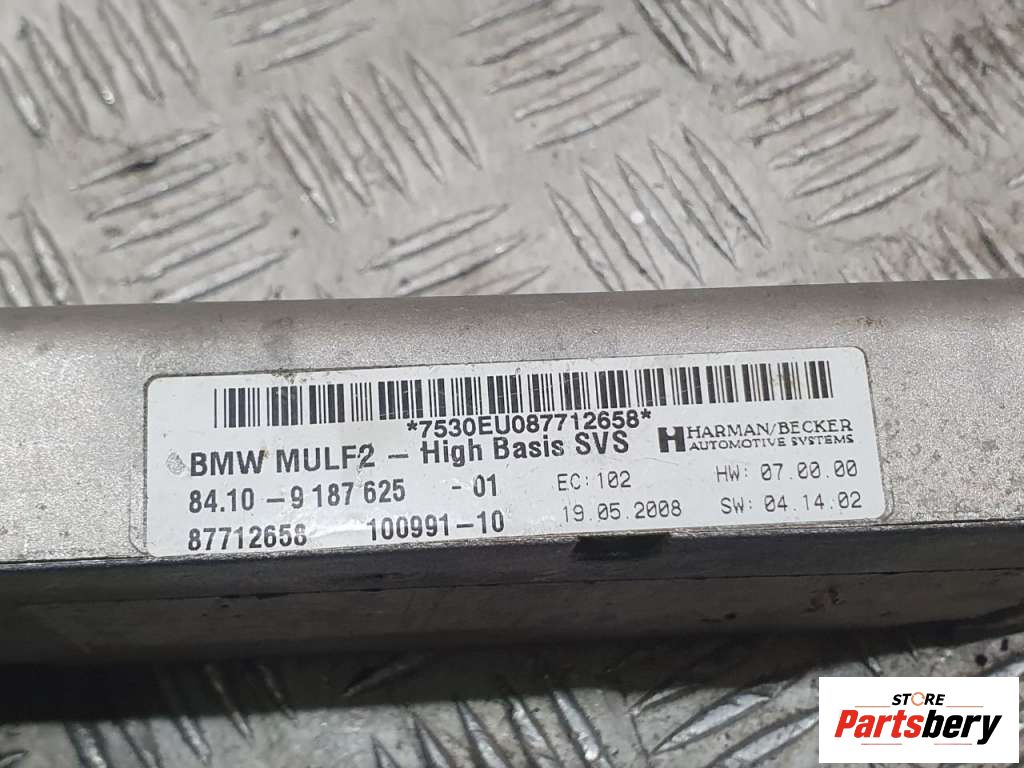 *7530EU087712658*
BMW MULF2 - High Basis SVS
HARMAN/BECKER
AUTOMOTIVE SYSTEMS
84.10-9 187 625 - 01
EC:102
HW: 07.00.00
87712658 100991-10
19.05.2008
SW: 04.14.02
STORE
Partsbery